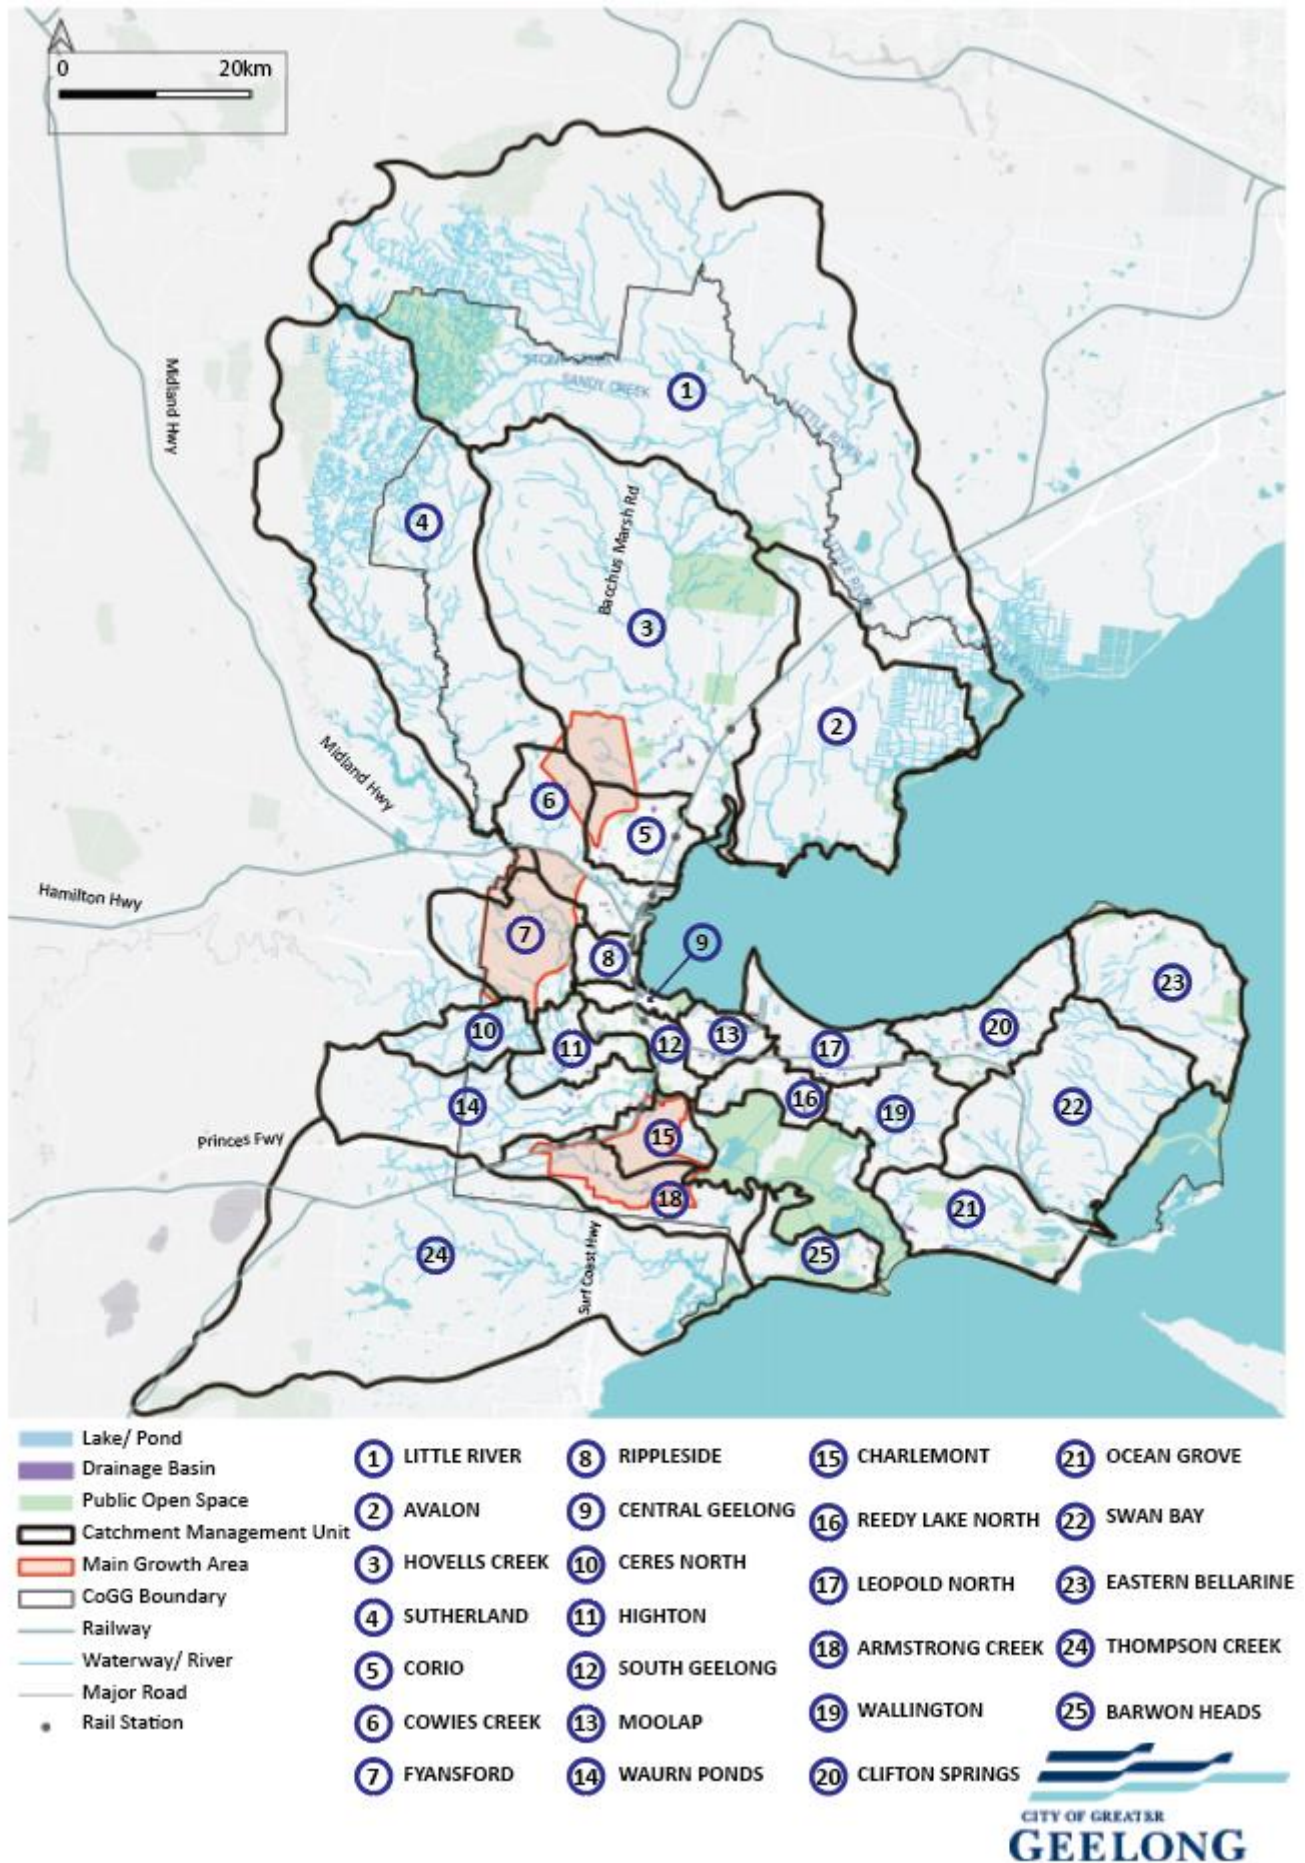 0 20km
STONY CREEK
SANDY CREEK
1
LITTLE RIVER
Midland Hwy
4
Bacchus Marsh Rd
LITTLE RIVER
3
2
Midland Hwy
6
5
Hamilton Hwy
7
8
9
23
10
11
12
13
17
20
14
16
19
22
Princes Fwy
15
18
21
24
Surf Coast Hwy
25
Lake/ Pond
Drainage Basin
Public Open Space
Catchment Management Unit
Main Growth Area
CoGG Boundary
Railway
Waterway/ River
Major Road
Rail Station
1 LITTLE RIVER
2 AVALON
3 HOVELLS CREEK
4 SUTHERLAND
5 CORIO
6 COWIES CREEK
7 FYANSFORD
8 RIPPLESIDE
9 CENTRAL GEELONG
10 CERES NORTH
11 HIGHTON
12 SOUTH GEELONG
13 MOOLAP
14 WAURN PONDS
15 CHARLEMONT
16 REEDY LAKE NORTH
17 LEOPOLD NORTH
18 ARMSTRONG CREEK
19 WALLINGTON
20 CLIFTON SPRINGS
21 OCEAN GROVE
22 SWAN BAY
23 EASTERN BELLARINE
24 THOMPSON CREEK
25 BARWON HEADS
CITY OF GREATER
GEELONG